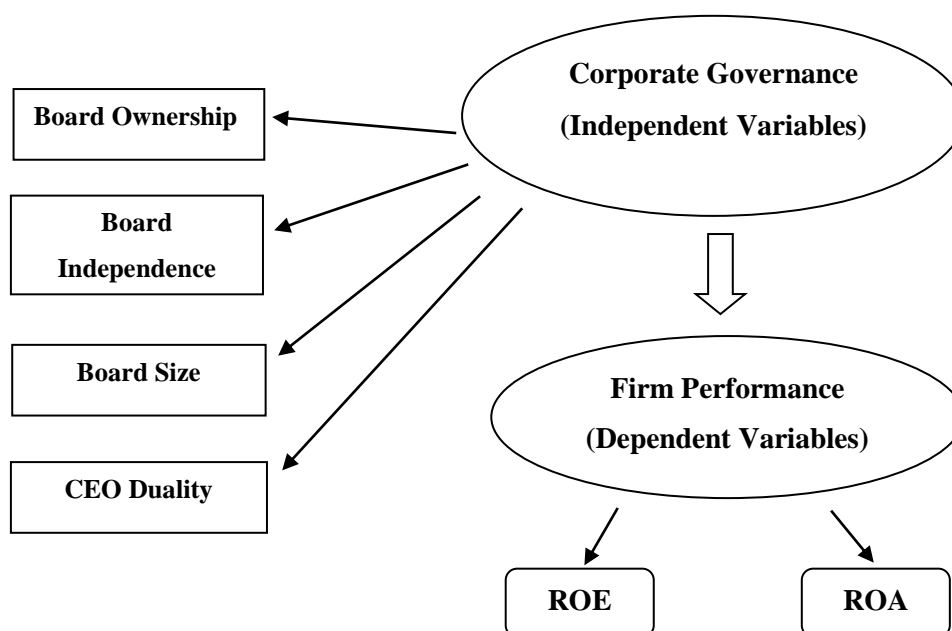 Corporate Governance
(Independent Variables)
Board Ownership
Board
Independence
Board Size
CEO Duality
Firm Performance
(Dependent Variables)
ROE
ROA